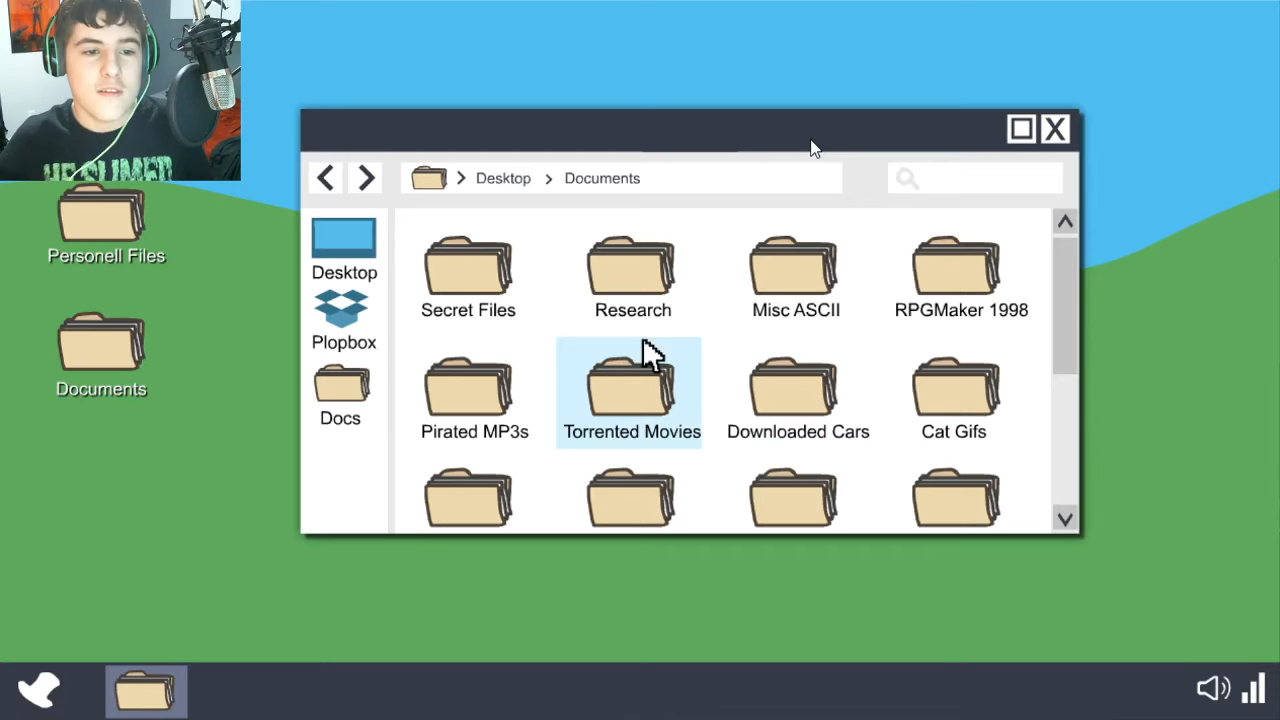 Personell Files
Documents
X
Desktop
Documents
Desktop
Plopbox
Docs
Secret Files
Research
Misc ASCII
RPGMaker 1998
Pirated MP3s
Torrented Movies
Downloaded Cars
Cat Gifs